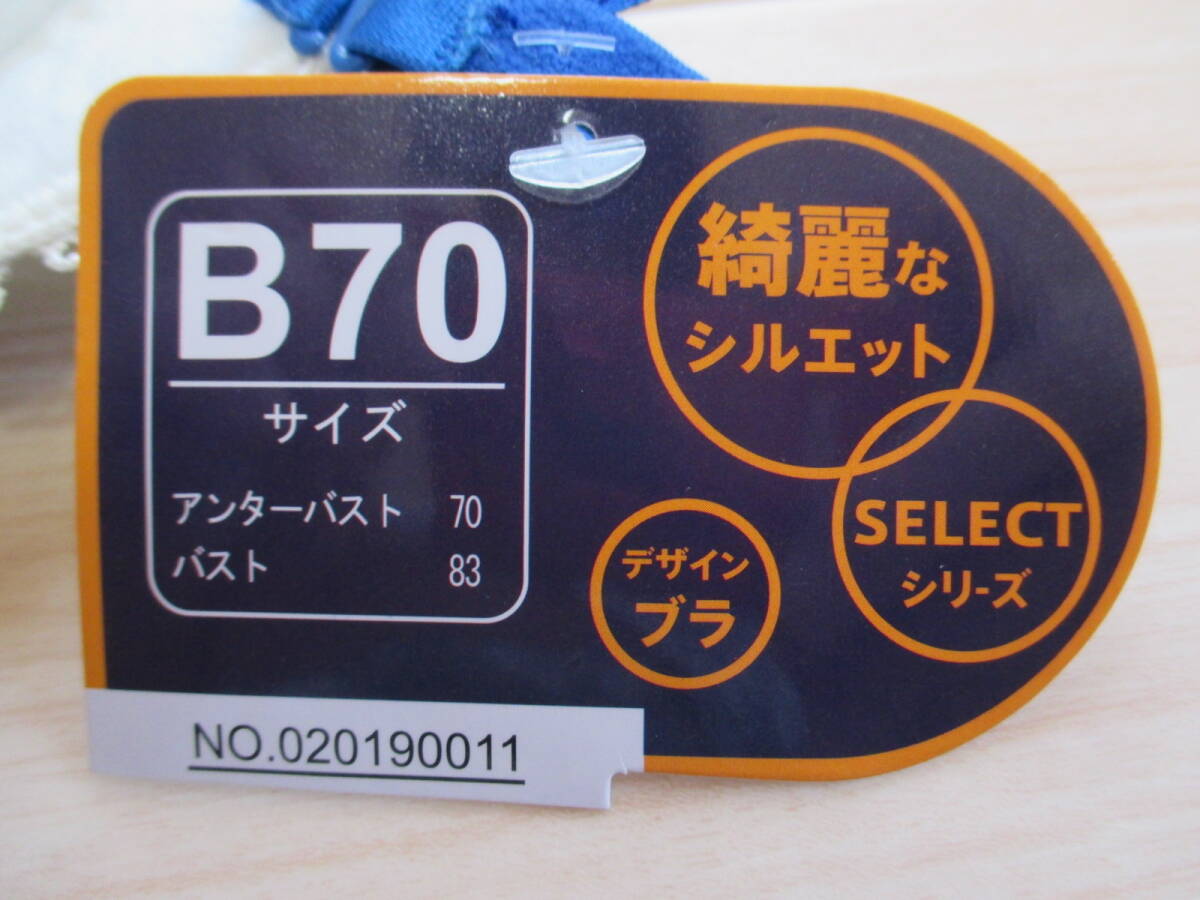 B70
サイズ
アンターバスト 70
バスト 83
綺麗な
シルエット
SELECT
シリーズ
デザイン
ブラ
NO.020190011